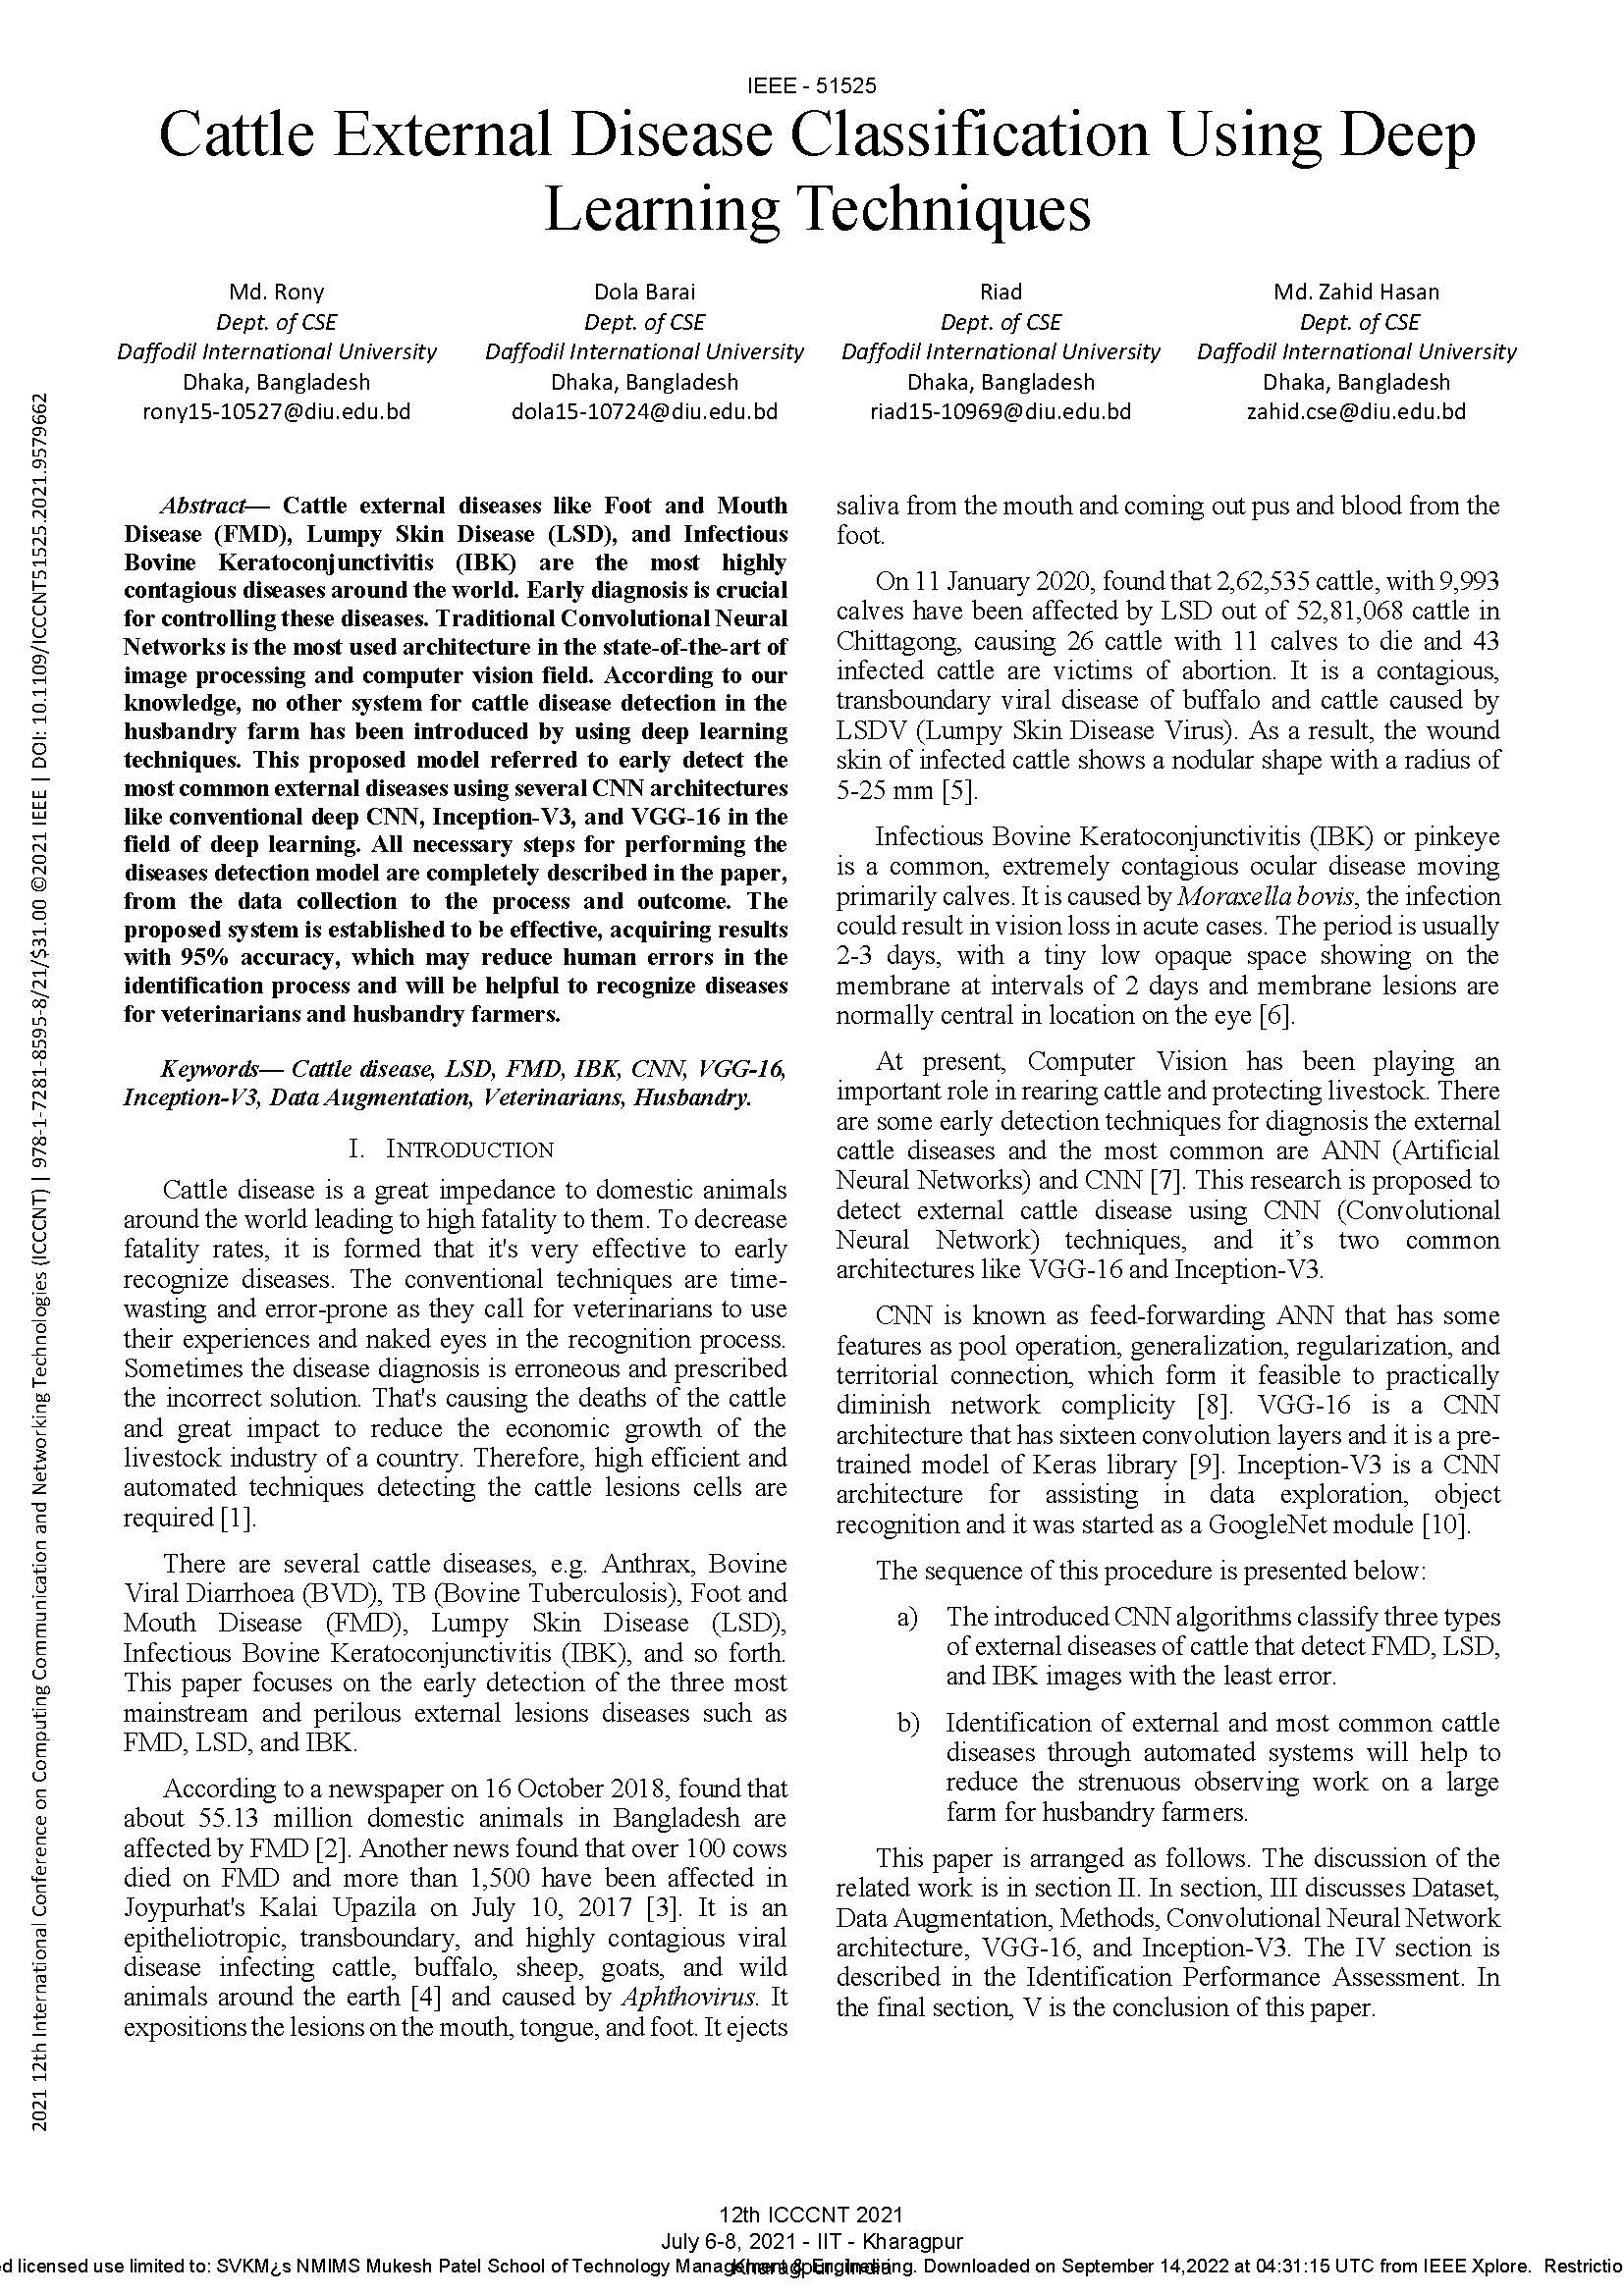 IEEE - 51525
Cattle External Disease Classification Using Deep
Learning Techniques
Md. Rony
Dept. of CSE
Daffodil International University
Dhaka, Bangladesh
rony15-10527@diu.edu.bd
Dola Barai
Dept. of CSE
Daffodil International University
Dhaka, Bangladesh
dola15-10724@diu.edu.bd
Riad
Dept. of CSE
Daffodil International University
Dhaka, Bangladesh
riad15-10969@diu.edu.bd
Md. Zahid Hasan
Dept. of CSE
Daffodil International University
Dhaka, Bangladesh
zahid.cse@diu.edu.bd
2021 12th International Conference on Computing Communication and Networking Technologies (ICCCNT) | 978-1-7281-8595-8/21/$31.00 ©2021 IEEE | DOI: 10.1109/ICCCNT51525.2021.9579662
Abstract— Cattle external diseases like Foot and Mouth
Disease (FMD), Lumpy Skin Disease (LSD), and Infectious
Bovine Keratoconjunctivitis (IBK) are the most highly
contagious diseases around the world. Early diagnosis is crucial
for controlling these diseases. Traditional Convolutional Neural
Networks is the most used architecture in the state-of-the-art of
image processing and computer vision field. According to our
knowledge, no other system for cattle disease detection in the
husbandry farm has been introduced by using deep learning
techniques. This proposed model referred to early detect the
most common external diseases using several CNN architectures
like conventional deep CNN, Inception-V3, and VGG-16 in the
field of deep learning. All necessary steps for performing the
diseases detection model are completely described in the paper,
from the data collection to the process and outcome. The
proposed system is established to be effective, acquiring results
with 95% accuracy, which may reduce human errors in the
identification process and will be helpful to recognize diseases
for veterinarians and husbandry farmers.
Keywords— Cattle disease, LSD, FMD, IBK, CNN, VGG-16,
Inception-V3, Data Augmentation, Veterinarians, Husbandry.
I. INTRODUCTION
Cattle disease is a great impedance to domestic animals
around the world leading to high fatality to them. To decrease
fatality rates, it is formed that it's very effective to early
recognize diseases. The conventional techniques are time-
wasting and error-prone as they call for veterinarians to use
their experiences and naked eyes in the recognition process.
Sometimes the disease diagnosis is erroneous and prescribed
the incorrect solution. That's causing the deaths of the cattle
and great impact to reduce the economic growth of the
livestock industry of a country. Therefore, high efficient and
automated techniques detecting the cattle lesions cells are
required [1].
There are several cattle diseases, e.g. Anthrax, Bovine
Viral Diarrhoea (BVD), TB (Bovine Tuberculosis), Foot and
Mouth Disease (FMD), Lumpy Skin Disease (LSD),
Infectious Bovine Keratoconjunctivitis (IBK), and so forth.
This paper focuses on the early detection of the three most
mainstream and perilous external lesions diseases such as
FMD, LSD, and IBK.
According to a newspaper on 16 October 2018, found that
about 55.13 million domestic animals in Bangladesh are
affected by FMD [2]. Another news found that over 100 cows
died on FMD and more than 1,500 have been affected in
Joypurhat's Kalai Upazila on July 10, 2017 [3]. It is an
epitheliotropic, transboundary, and highly contagious viral
disease infecting cattle, buffalo, sheep, goats, and wild
animals around the earth [4] and caused by Aphthovirus. It
expositions the lesions on the mouth, tongue, and foot. It ejects
saliva from the mouth and coming out pus and blood from the
foot.
On 11 January 2020, found that 2,62,535 cattle, with 9,993
calves have been affected by LSD out of 52,81,068 cattle in
Chittagong, causing 26 cattle with 11 calves to die and 43
infected cattle are victims of abortion. It is a contagious,
transboundary viral disease of buffalo and cattle caused by
LSDV (Lumpy Skin Disease Virus). As a result, the wound
skin of infected cattle shows a nodular shape with a radius of
5-25 mm [5].
Infectious Bovine Keratoconjunctivitis (IBK) or pinkeye
is a common, extremely contagious ocular disease moving
primarily calves. It is caused by Moraxella bovis, the infection
could result in vision loss in acute cases. The period is usually
2-3 days, with a tiny low opaque space showing on the
membrane at intervals of 2 days and membrane lesions are
normally central in location on the eye [6].
At present, Computer Vision has been playing an
important role in rearing cattle and protecting livestock. There
are some early detection techniques for diagnosis the external
cattle diseases and the most common are ANN (Artificial
Neural Networks) and CNN [7]. This research is proposed to
detect external cattle disease using CNN (Convolutional
Neural Network) techniques, and it’s two common
architectures like VGG-16 and Inception-V3.
CNN is known as feed-forwarding ANN that has some
features as pool operation, generalization, regularization, and
territorial connection, which form it feasible to practically
diminish network complicity [8]. VGG-16 is a CNN
architecture that has sixteen convolution layers and it is a pre-
trained model of Keras library [9]. Inception-V3 is a CNN
architecture for assisting in data exploration, object
recognition and it was started as a GoogleNet module [10].
The sequence of this procedure is presented below:
a) The introduced CNN algorithms classify three types
of external diseases of cattle that detect FMD, LSD,
and IBK images with the least error.
b) Identification of external and most common cattle
diseases through automated systems will help to
reduce the strenuous observing work on a large
farm for husbandry farmers.
This paper is arranged as follows. The discussion of the
related work is in section II. In section, III discusses Dataset,
Data Augmentation, Methods, Convolutional Neural Network
architecture, VGG-16, and Inception-V3. The IV section is
described in the Identification Performance Assessment. In
the final section, V is the conclusion of this paper.
12th ICCCNT 2021
July 6-8, 2021 - IIT - Kharagpur
Kharagpur, India
d licensed use limited to: SVKM¿s NMIMS Mukesh Patel School of Technology Management & Engineering. Downloaded on September 14,2022 at 04:31:15 UTC from IEEE Xplore. Restrictio